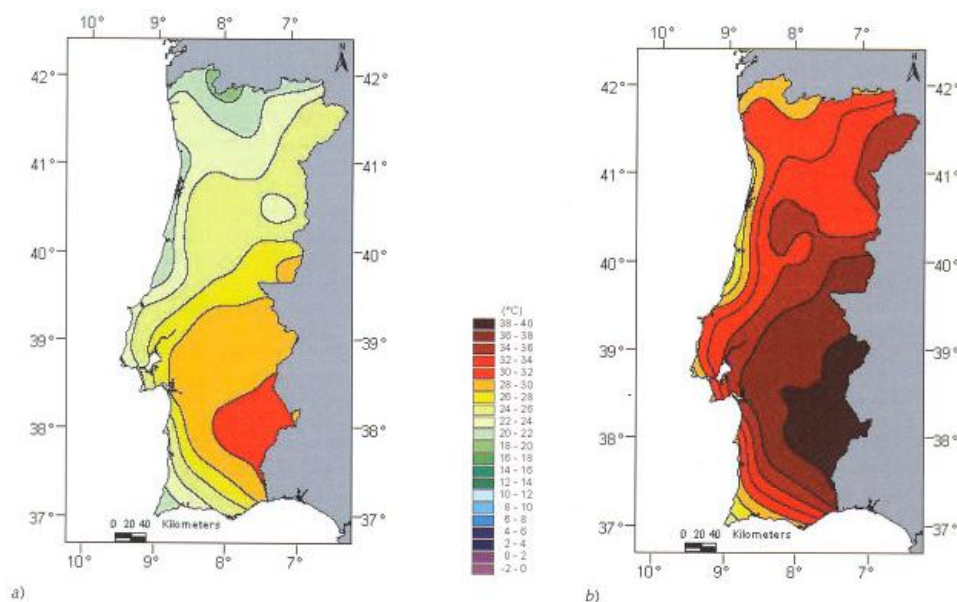 10° 9° 8° 7°
10° 9° 8° 7°
N
N
42° 42°
42° 42°
41° 41°
41° 41°
40° 40°
40° 40°
39° 39°
39° 39°
38° 38°
38° 38°
37° 37°
37° 37°
0 20 40 Kilometers
0 20 40 Kilometers
9° 8° 7°
10° 9° 8° 7°
(°C)
38 - 40
36 - 38
34 - 36
32 - 34
30 - 32
28 - 30
26 - 28
24 - 26
22 - 24
20 - 22
18 - 20
16 - 18
14 - 16
12 - 14
10 - 12
8 - 10
6 - 8
4 - 6
2 - 4
0 - 2
-2 - 0
a)
b)